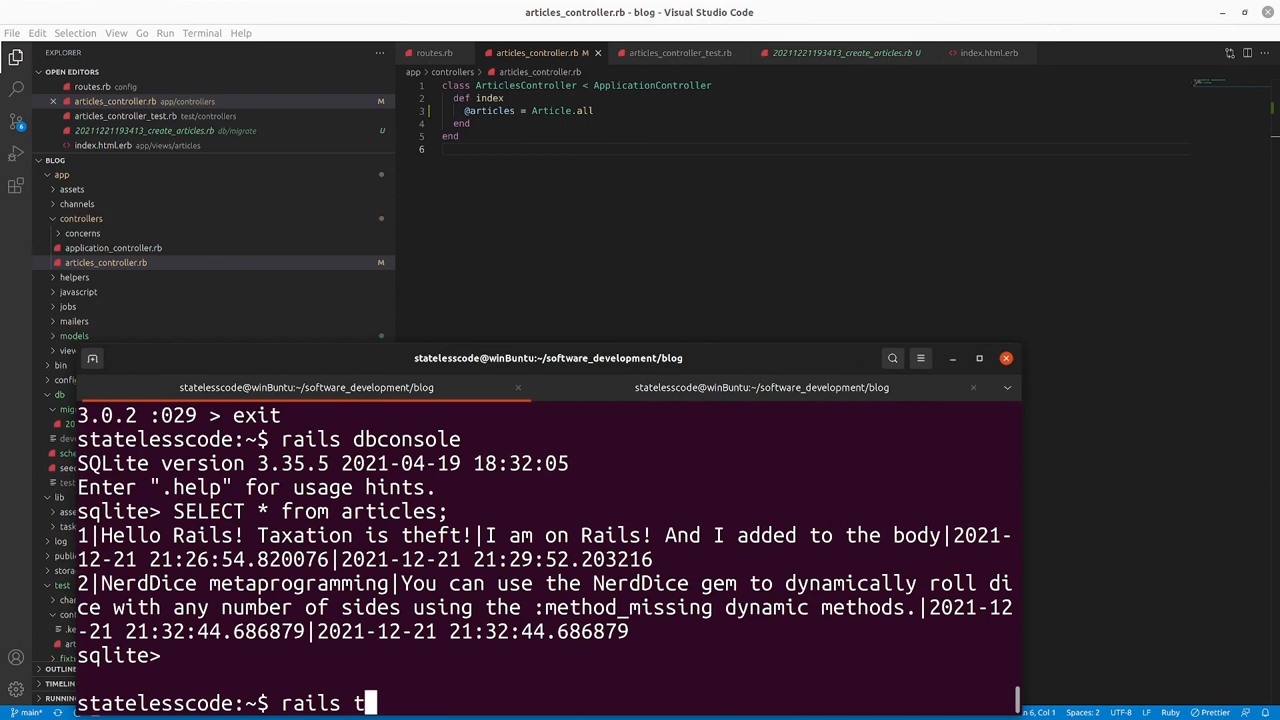 articles_controller.rb - blog - Visual Studio Code
File Edit Selection View Go Run Terminal Help
EXPLORER
routes.rb
articles_controller.rb M
articles_controller_test.rb
20211221193413_create_articles.rb U
index.html.erb
OPEN EDITORS
routes.rb config
articles_controller.rb app/controllers M
articles_controller_test.rb test/controllers
20211221193413_create_articles.rb db/migrate U
index.html.erb app/views/articles
BLOG
app
assets
channels
controllers
concerns
application_controller.rb
articles_controller.rb M
helpers
javascript
jobs
mailers
models
app > controllers > articles_controller.rb
1 class ArticlesController < ApplicationController
2 def index
3 @articles = Article.all
4 end
5 end
6
bin
db
20
lib
log
test
OUTLINE
TIMELINE
statelesscode@winBuntu:~/software_development/blog
statelesscode@winBuntu:~/software_development/blog
statelesscode@winBuntu:~/software_development/blog
3.0.2 :029 > exit
statelesscode:~$ rails dbconsole
SQLite version 3.35.5 2021-04-19 18:32:05
Enter ".help" for usage hints.
sqlite> SELECT * from articles;
1|Hello Rails! Taxation is theft!|I am on Rails! And I added to the body|2021-
12-21 21:26:54.820076|2021-12-21 21:29:52.203216
2|NerdDice metaprogramming|You can use the NerdDice gem to dynamically roll di
ce with any number of sides using the :method_missing dynamic methods.|2021-12
-21 21:32:44.686879|2021-12-21 21:32:44.686879
sqlite>
statelesscode:~$ rails t
main*
Spaces: 2 UTF-8 LF Ruby Prettier